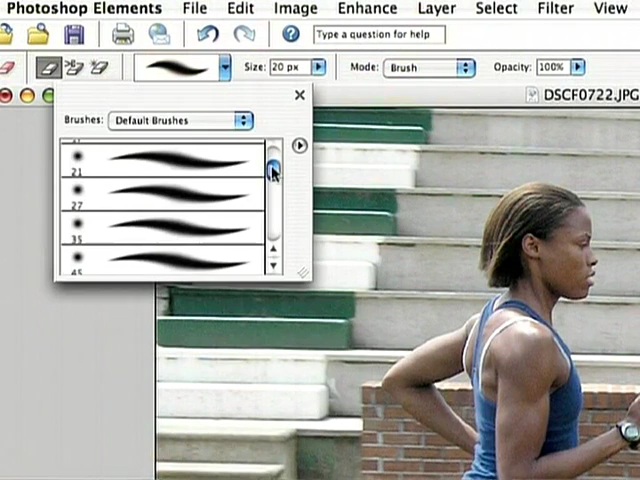 Photoshop Elements File Edit Image Enhance Layer Select Filter View
Type a question for help
Size: 20 px Mode: Brush Opacity: 100%
DSCF0722.JPG
Brushes: Default Brushes
21
27
35
45